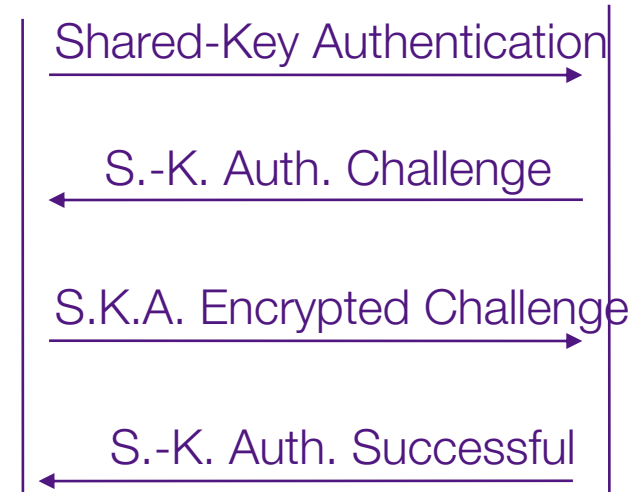 Shared-Key Authentication
S.-K. Auth. Challenge
S.K.A. Encrypted Challenge
S.-K. Auth. Successful